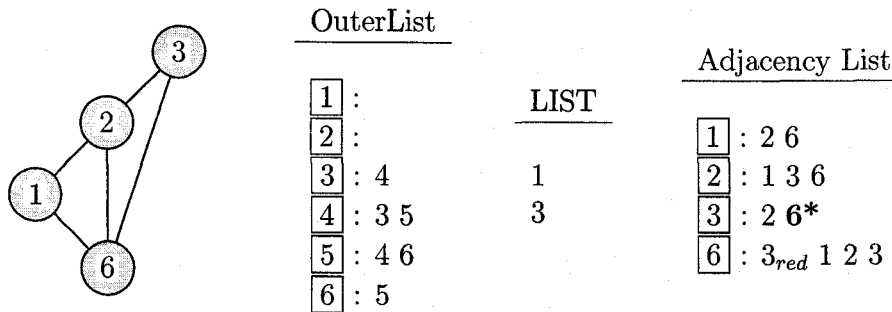 OuterList
1 :
2 :
3 : 4
4 : 3 5
5 : 4 6
6 : 5
LIST
1
3
Adjacency List
1 : 2 6
2 : 1 3 6
3 : 2 6*
6 : 3red 1 2 3
3
2
1
6